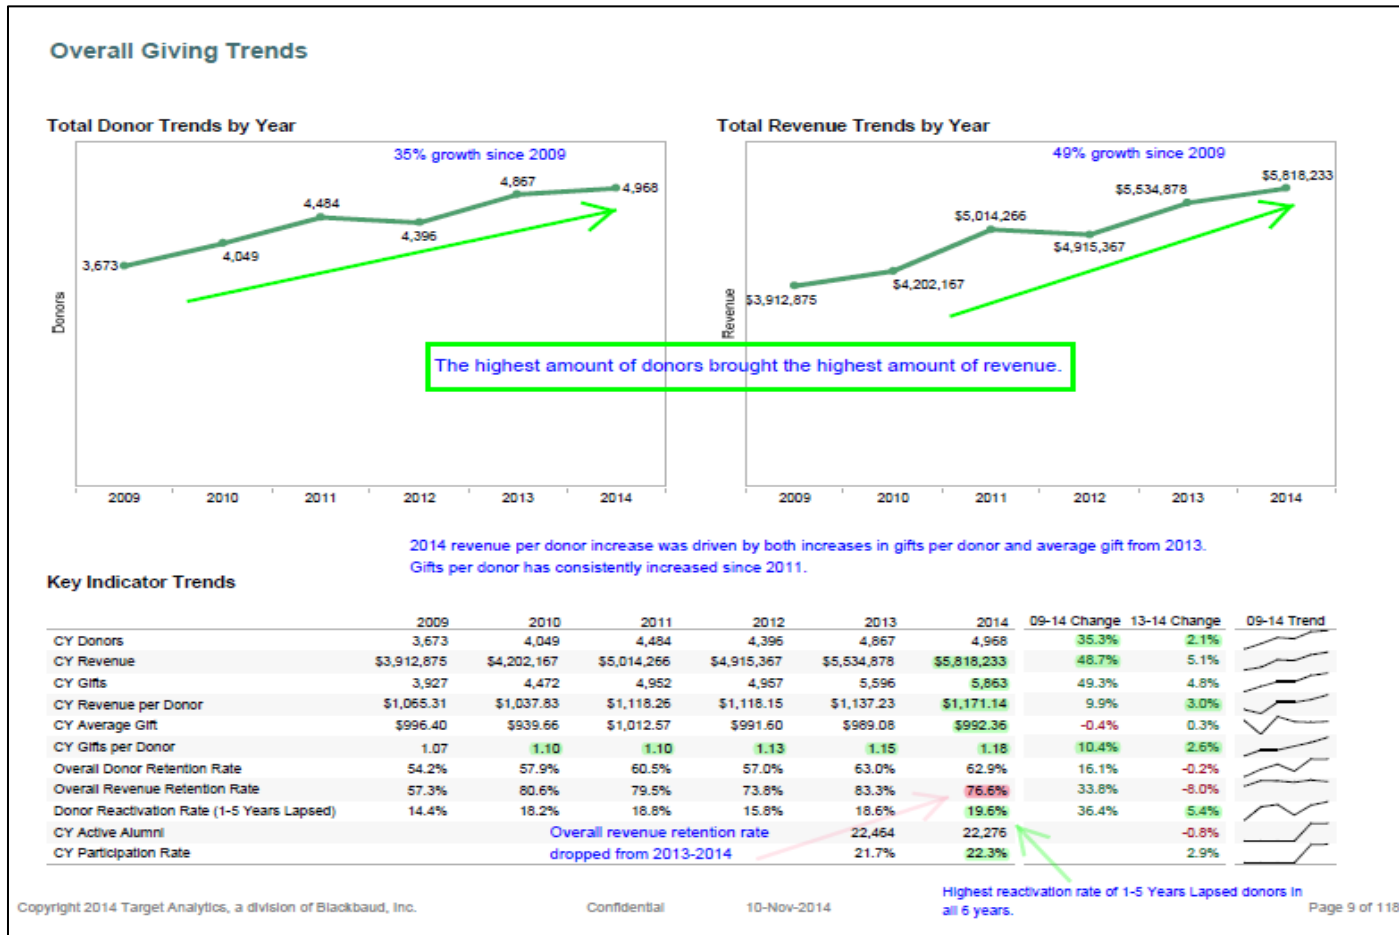 Overall Giving Trends
Total Donor Trends by Year
35% growth since 2009
3,673
4,049
4,484
4,396
4,867
4,968
Donors
2009 2010 2011 2012 2013 2014
Total Revenue Trends by Year
49% growth since 2009
$3,912,875
$4,202,167
$5,014,266
$4,915,367
$5,534,878
$5,818,233
Revenue
2009 2010 2011 2012 2013 2014
The highest amount of donors brought the highest amount of revenue.
2014 revenue per donor increase was driven by both increases in gifts per donor and average gift from 2013.
Gifts per donor has consistently increased since 2011.
Key Indicator Trends
2009 2010 2011 2012 2013 2014 09-14 Change 13-14 Change 09-14 Trend
CY Donors 3,673 4,049 4,484 4,396 4,867 4,968 35.3% 2.1%
CY Revenue $3,912,875 $4,202,167 $5,014,266 $4,915,367 $5,534,878 $5,818,233 48.7% 5.1%
CY Gifts 3,927 4,472 4,952 4,957 5,596 5,863 49.3% 4.8%
CY Revenue per Donor $1,065.31 $1,037.83 $1,118.26 $1,118.15 $1,137.23 $1,171.14 9.9% 3.0%
CY Average Gift $996.40 $939.66 $1,012.57 $991.60 $989.08 $992.36 -0.4% 0.3%
CY Gifts per Donor 1.07 1.10 1.10 1.13 1.15 1.18 10.4% 2.6%
Overall Donor Retention Rate 54.2% 57.9% 60.5% 57.0% 63.0% 62.9% 16.1% -0.2%
Overall Revenue Retention Rate 57.3% 80.6% 79.5% 73.8% 83.3% 76.6% 33.8% -8.0%
Donor Reactivation Rate (1-5 Years Lapsed) 14.4% 18.2% 18.8% 15.8% 18.6% 19.6% 36.4% 5.4%
CY Active Alumni 22,464 22,276 -0.8%
CY Participation Rate 21.7% 22.3% 2.9%
Overall revenue retention rate
dropped from 2013-2014
Highest reactivation rate of 1-5 Years Lapsed donors in
all 6 years.
Copyright 2014 Target Analytics, a division of Blackbaud, Inc. Confidential 10-Nov-2014 Page 9 of 118